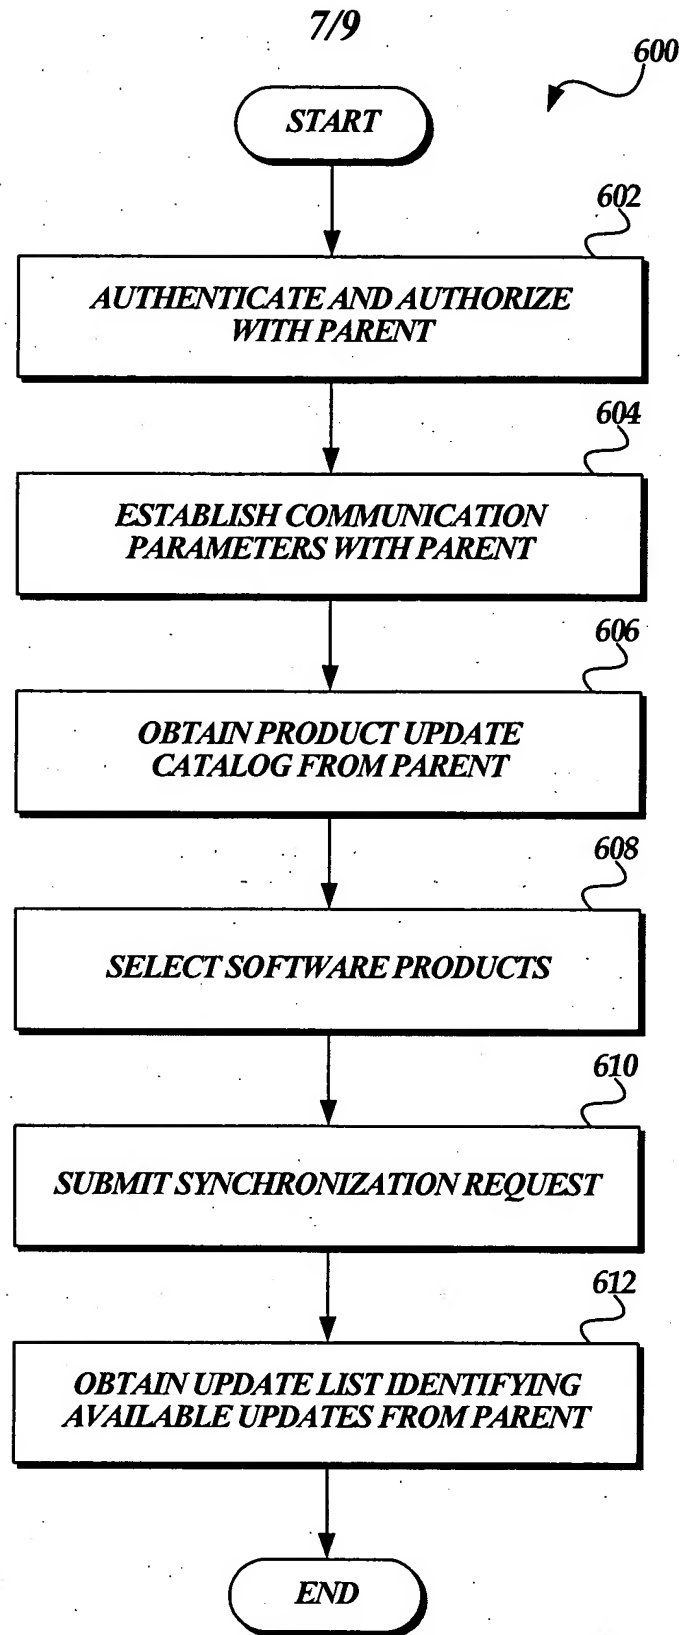 7/9
600
START
602
AUTHENTICATE AND AUTHORIZE
WITH PARENT
604
ESTABLISH COMMUNICATION
PARAMETERS WITH PARENT
606
OBTAIN PRODUCT UPDATE
CATALOG FROM PARENT
608
SELECT SOFTWARE PRODUCTS
610
SUBMIT SYNCHRONIZATION REQUEST
612
OBTAIN UPDATE LIST IDENTIFYING
AVAILABLE UPDATES FROM PARENT
END